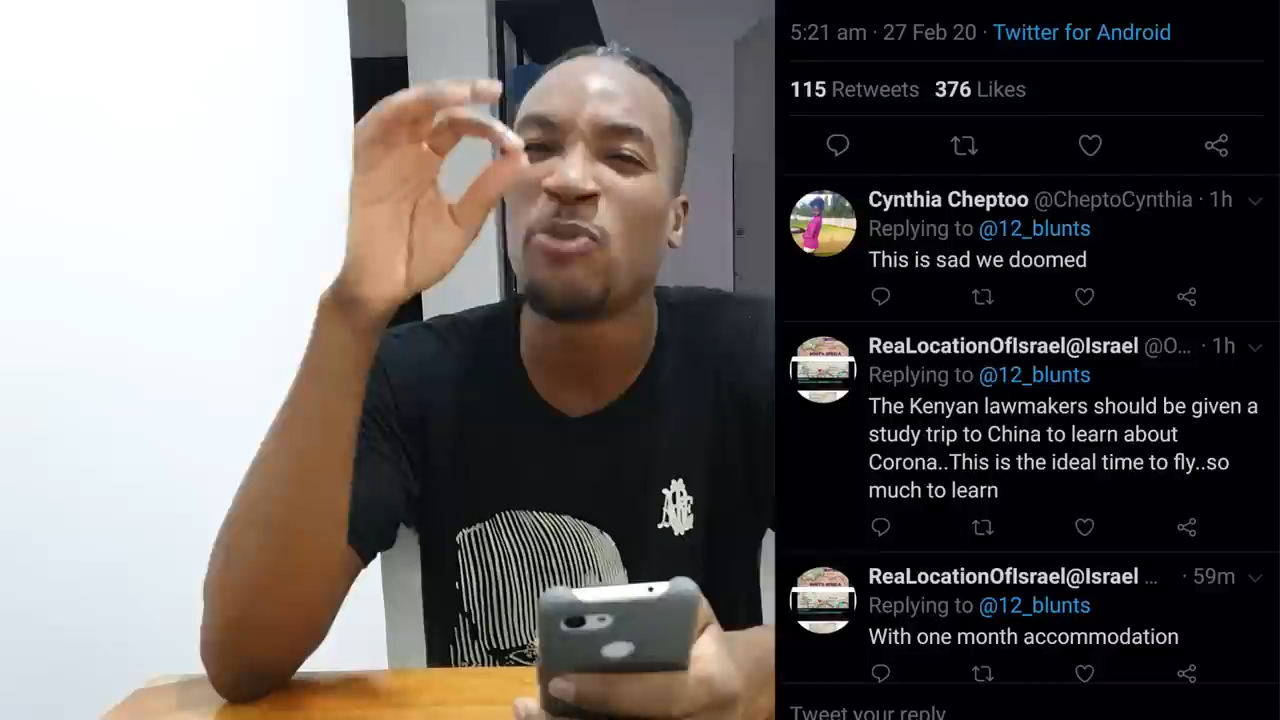 5:21 am · 27 Feb 20 · Twitter for Android
115 Retweets 376 Likes
Cynthia Cheptoo @CheptoCynthia · 1h
Replying to @12_blunts
This is sad we doomed
ReaLocationOfIsrael@Israel @O... · 1h
Replying to @12_blunts
The Kenyan lawmakers should be given a
study trip to China to learn about
Corona..This is the ideal time to fly..so
much to learn
ReaLocationOfIsrael@Israel ... · 59m
Replying to @12_blunts
With one month accommodation
Tweet your reply